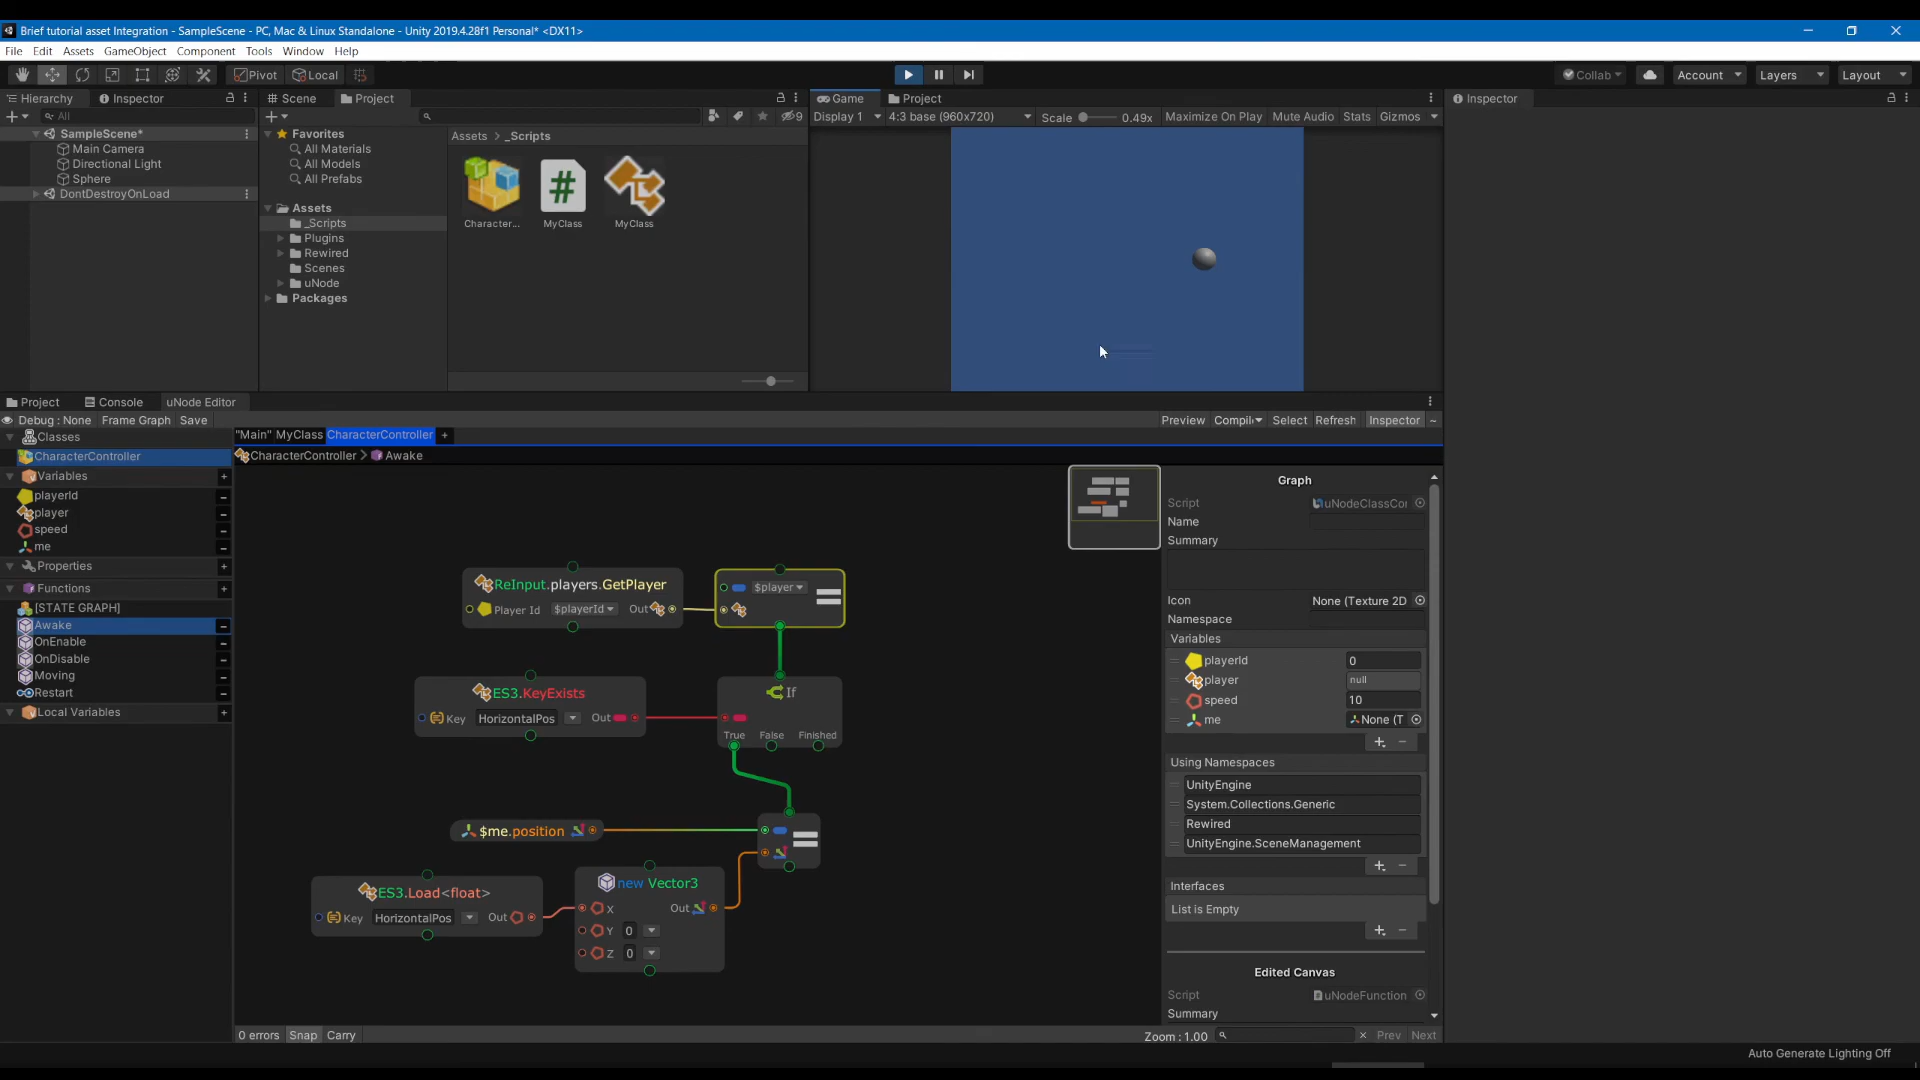 Brief tutorial asset Integration - SampleScene - PC, Mac & Linux Standalone - Unity 2019.4.28f1 Personal* <DX11>
File Edit Assets GameObject Component Tools Window Help
Pivot Local
Collab Account Layers Layout
Hierarchy Inspector
Scene Project
Game Project
Inspector
All
Display 1 4:3 base (960x720) Scale 0.49x Maximize On Play Mute Audio Stats Gizmos
9
SampleScene*
Main Camera
Directional Light
Sphere
DontDestroyOnLoad
Favorites
All Materials
All Models
All Prefabs
Assets
_Scripts
Plugins
Rewired
Scenes
uNode
Packages
Assets > _Scripts
#
Character... MyClass MyClass
Project Console uNode Editor
Debug : None Frame Graph Save
Preview Compil Select Refresh Inspector ~
Classes
CharacterController
Variables +
playerId -
player -
speed -
me -
Properties +
Functions +
[STATE GRAPH]
Awake -
OnEnable -
OnDisable -
Moving -
Restart -
Local Variables +
"Main" MyClass CharacterController +
CharacterController > Awake
ReInput.players.GetPlayer
Player Id $playerId Out
$player
ES3.KeyExists
Key HorizontalPos Out
If
True False Finished
$me.position
ES3.Load<float>
Key HorizontalPos Out
new Vector3
X Out
Y 0
Z 0
0 errors Snap Carry
Zoom : 1.00 Prev Next
Graph
Script uNodeClassCor
Name
Summary
Icon None (Texture 2D
Namespace
Variables
playerId 0
player null
speed 10
me None (T
Using Namespaces
UnityEngine
System.Collections.Generic
Rewired
UnityEngine.SceneManagement
Interfaces
List is Empty
Edited Canvas
Script uNodeFunction
Summary
Auto Generate Lighting Off